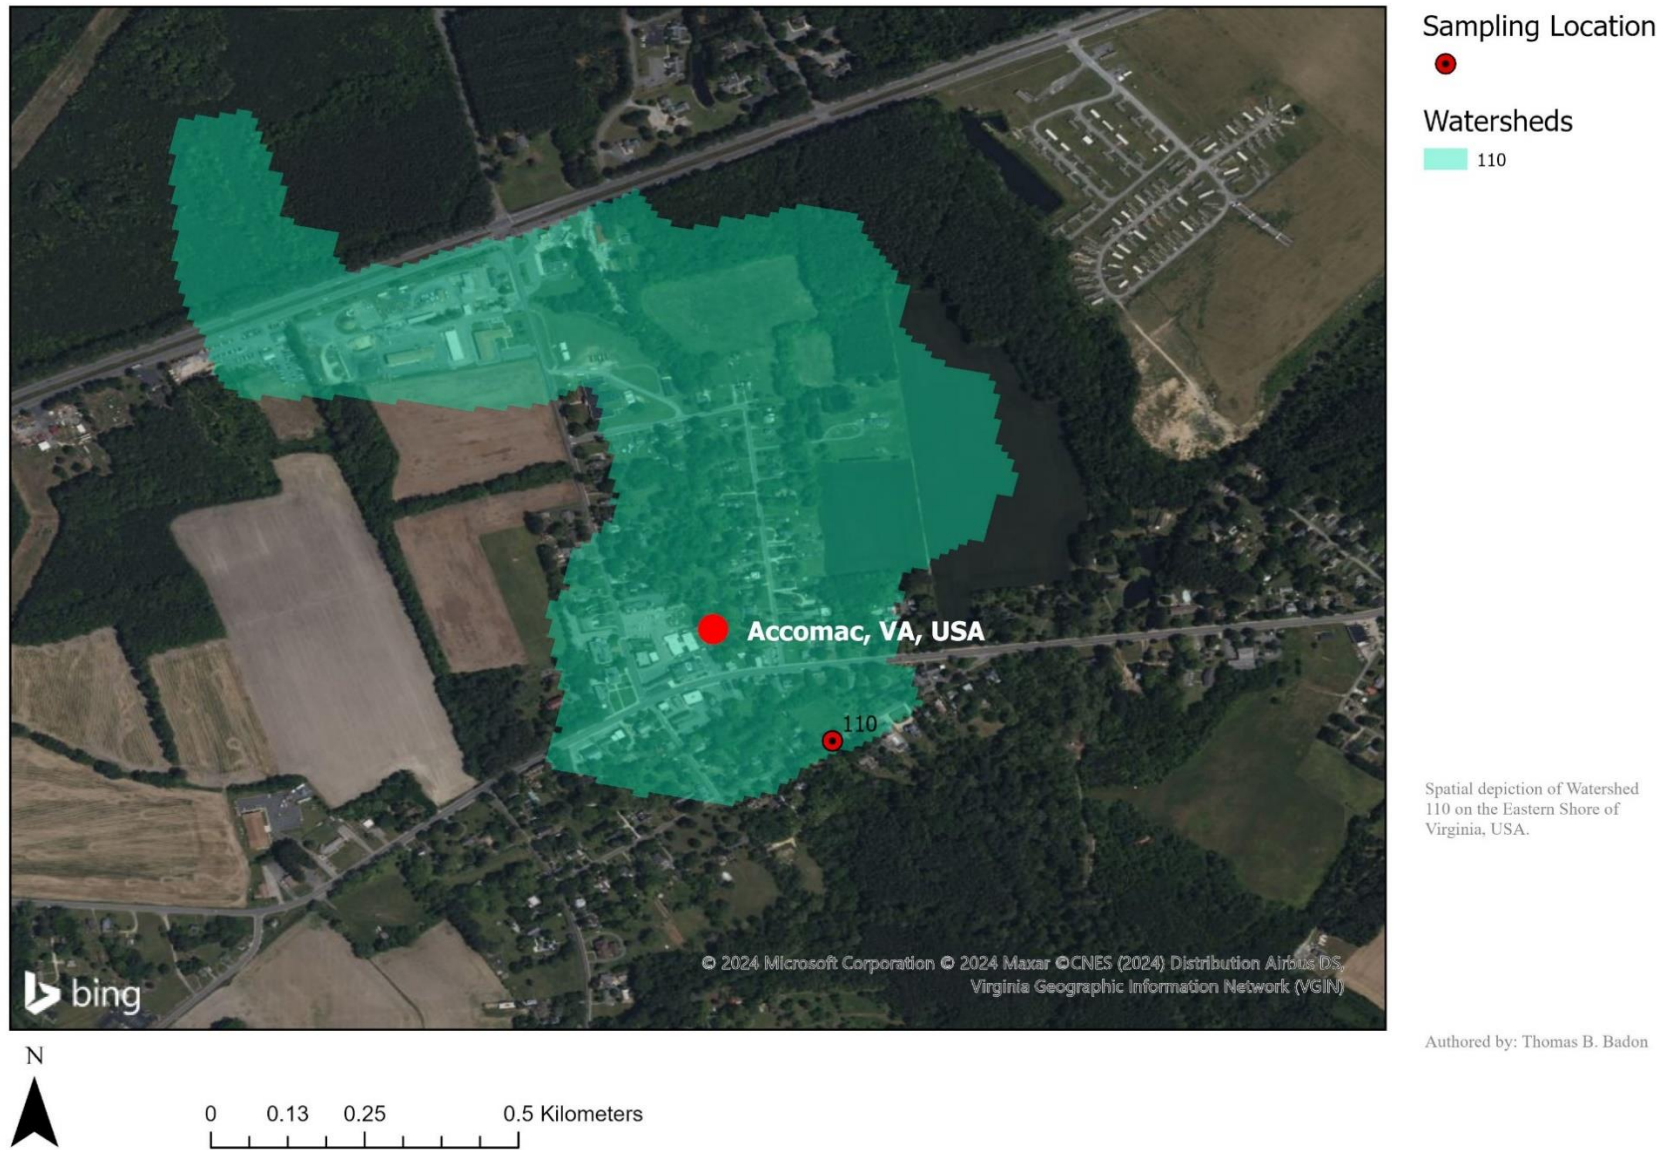 Sampling Location
Watersheds
110
Accomac, VA, USA
110
Spatial depiction of Watershed
110 on the Eastern Shore of
Virginia, USA.
© 2024 Microsoft Corporation © 2024 Maxar ©CNES (2024) Distribution Airbus DS,
Virginia Geographic Information Network (VGIN)
bing
Authored by: Thomas B. Badon
N
0 0.13 0.25 0.5 Kilometers